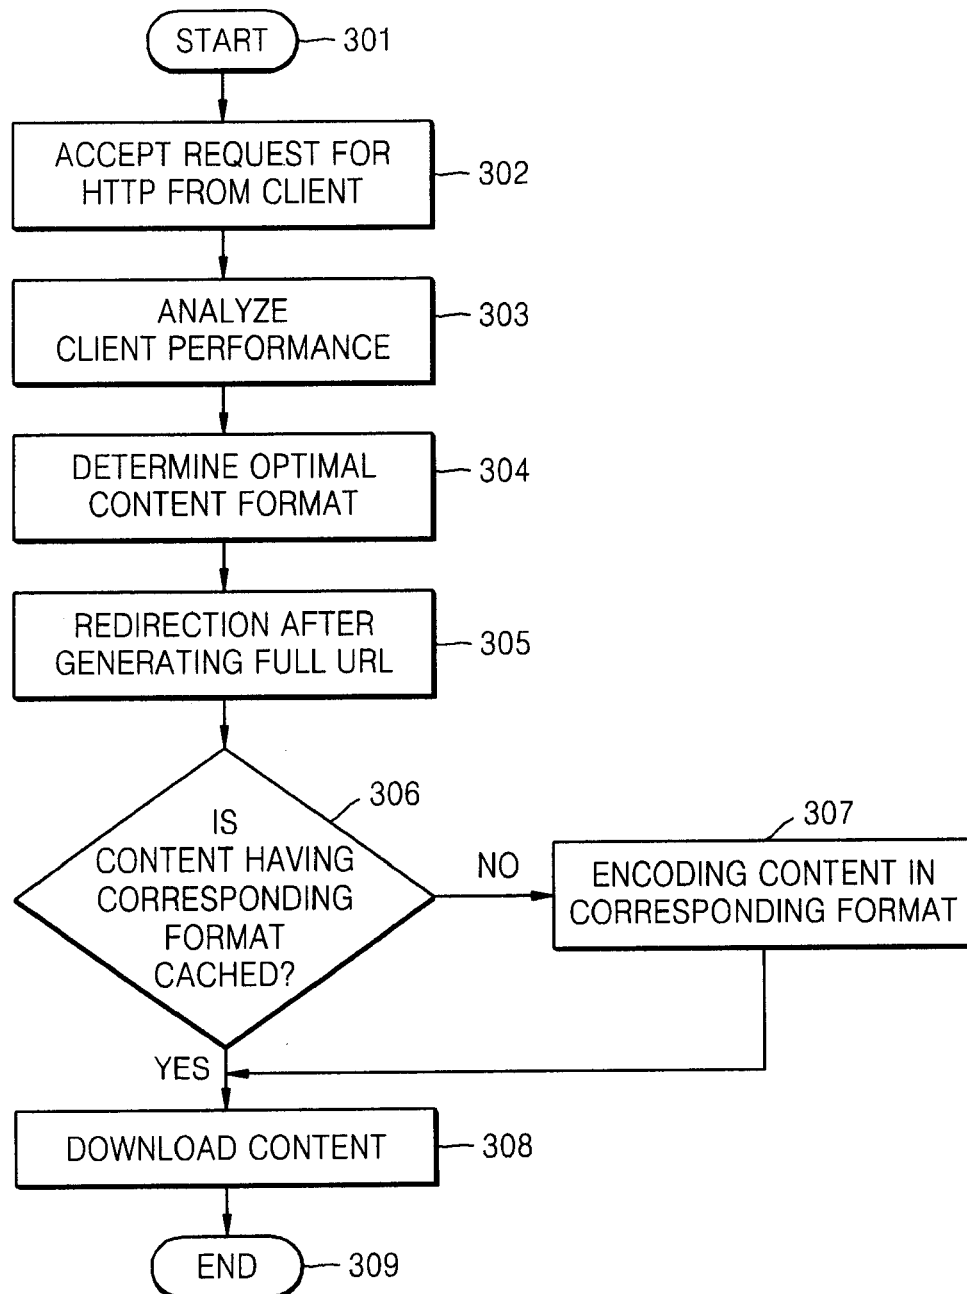 START
301
ACCEPT REQUEST FOR
HTTP FROM CLIENT
302
ANALYZE
CLIENT PERFORMANCE
303
DETERMINE OPTIMAL
CONTENT FORMAT
304
REDIRECTION AFTER
GENERATING FULL URL
305
IS
CONTENT HAVING
CORRESPONDING
FORMAT
CACHED?
306
NO
307
ENCODING CONTENT IN
CORRESPONDING FORMAT
YES
DOWNLOAD CONTENT
308
END
309